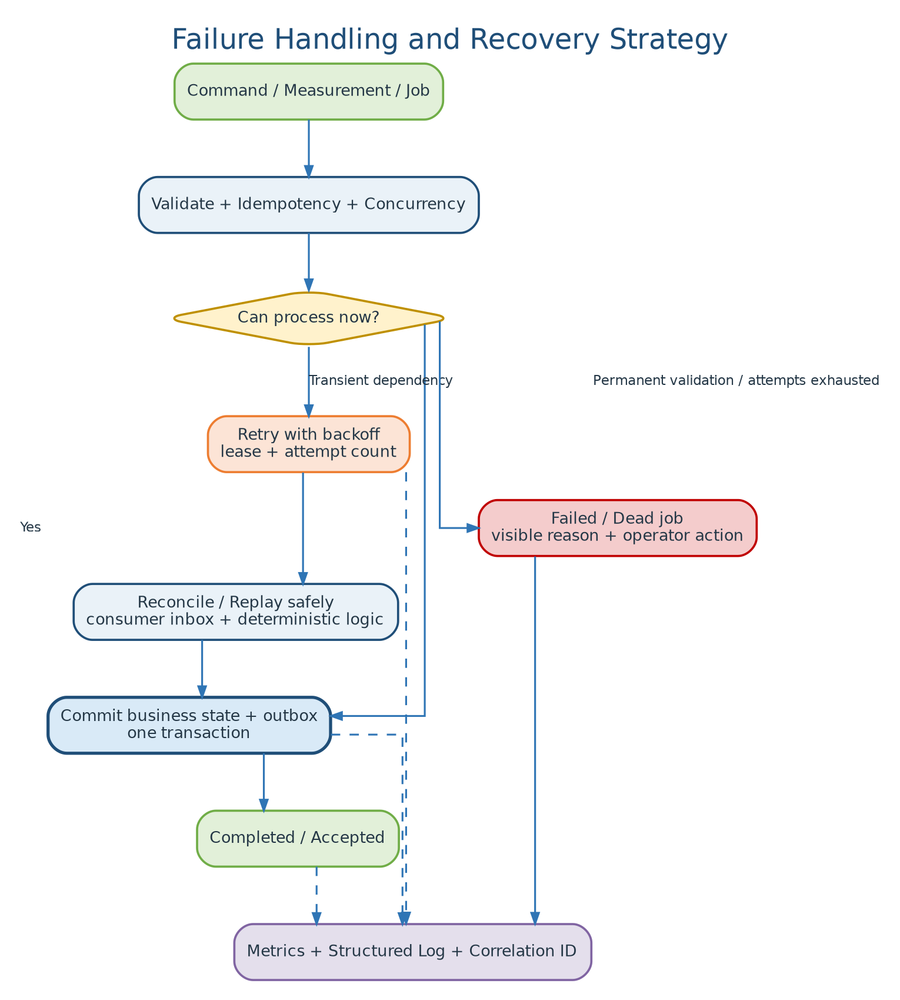 Failure Handling and Recovery Strategy
Command / Measurement / Job
Validate + Idempotency + Concurrency
Can process now?
Transient dependency
Permanent validation / attempts exhausted
Retry with backoff
lease + attempt count
Failed / Dead job
visible reason + operator action
Yes
Reconcile / Replay safely
consumer inbox + deterministic logic
Commit business state + outbox
one transaction
Completed / Accepted
Metrics + Structured Log + Correlation ID